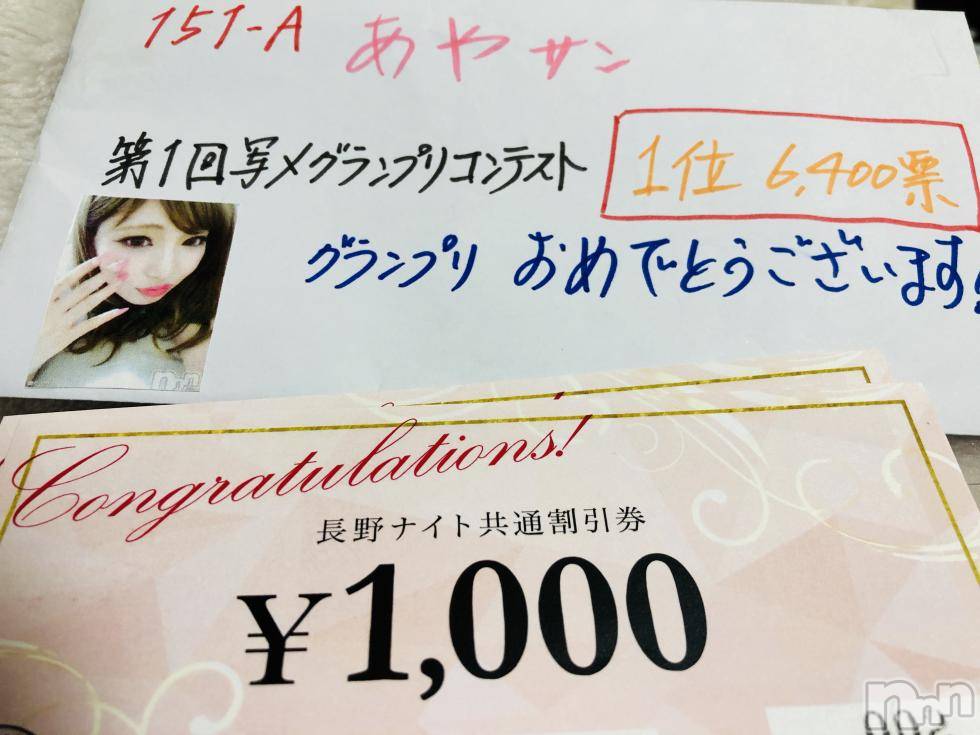 151-A あやサン
第1回写メグランプリコンテスト
1位 6,400票
グランプリ おめでとうございます!
Congratulations!
長野ナイト共通割引券
¥1,000
nmn